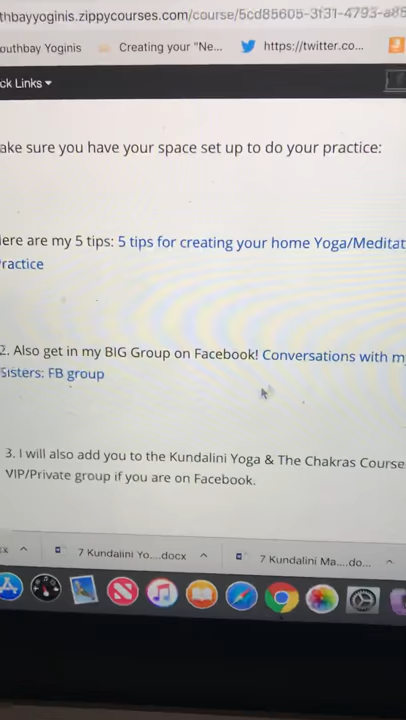 thbayyoginis.zippycourses.com/course/5cd85605-3f31-4793-a86
outhbay Yoginis Creating your "Ne... https://twitter.co...
ck Links
ake sure you have your space set up to do your practice:
ere are my 5 tips: 5 tips for creating your home Yoga/Meditat
ractice
2. Also get in my BIG Group on Facebook! Conversations with m
Sisters: FB group
3. I will also add you to the Kundalini Yoga & The Chakras Course
VIP/Private group if you are on Facebook.
7 Kundalini Yo....docx 7 Kundalini Ma....do...